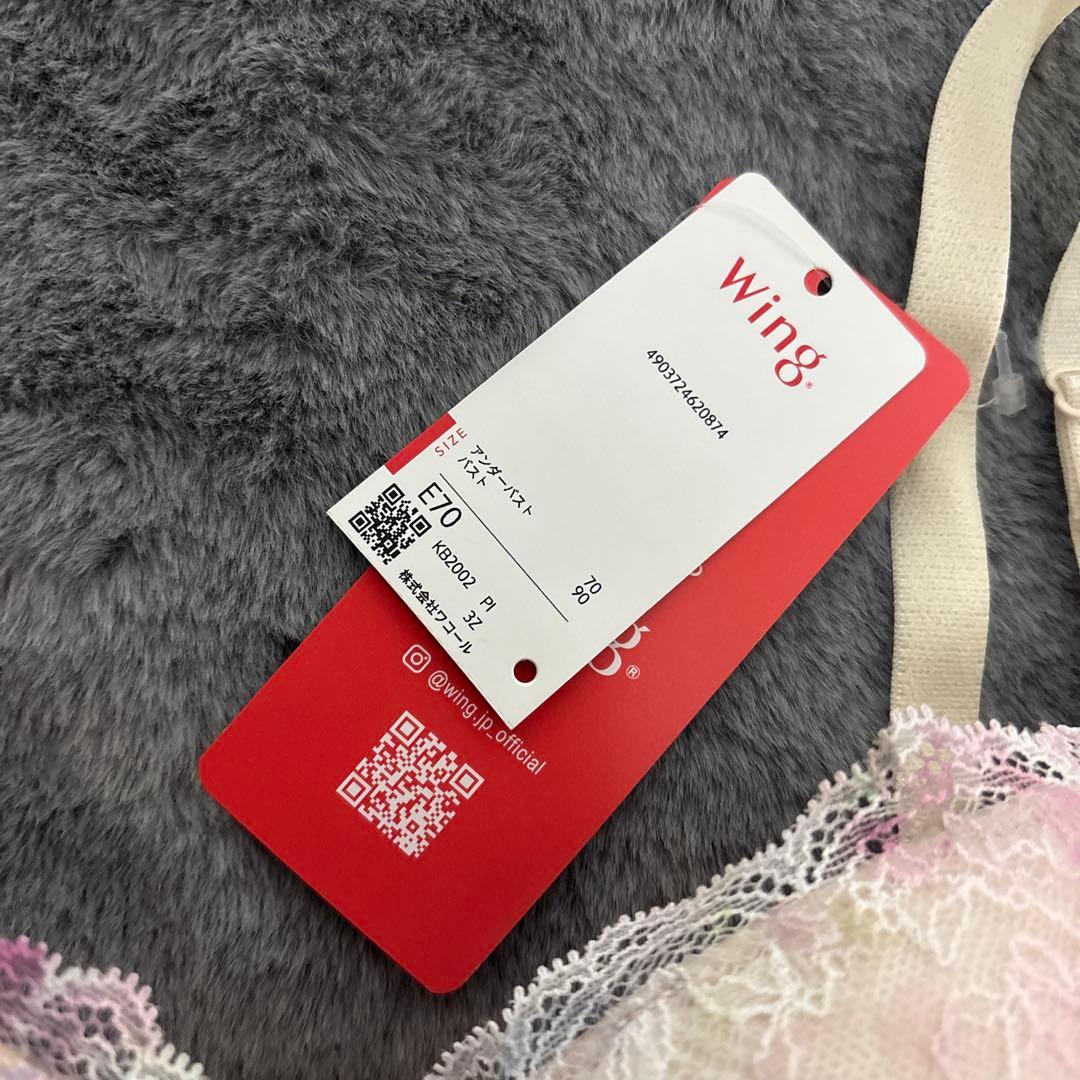 wing®
4903724620874
SIZE
アンダーバスト 70
バスト 90
E70
KB2002 PI
3Z
株式会社ワコール
g®
@wing.jp_official